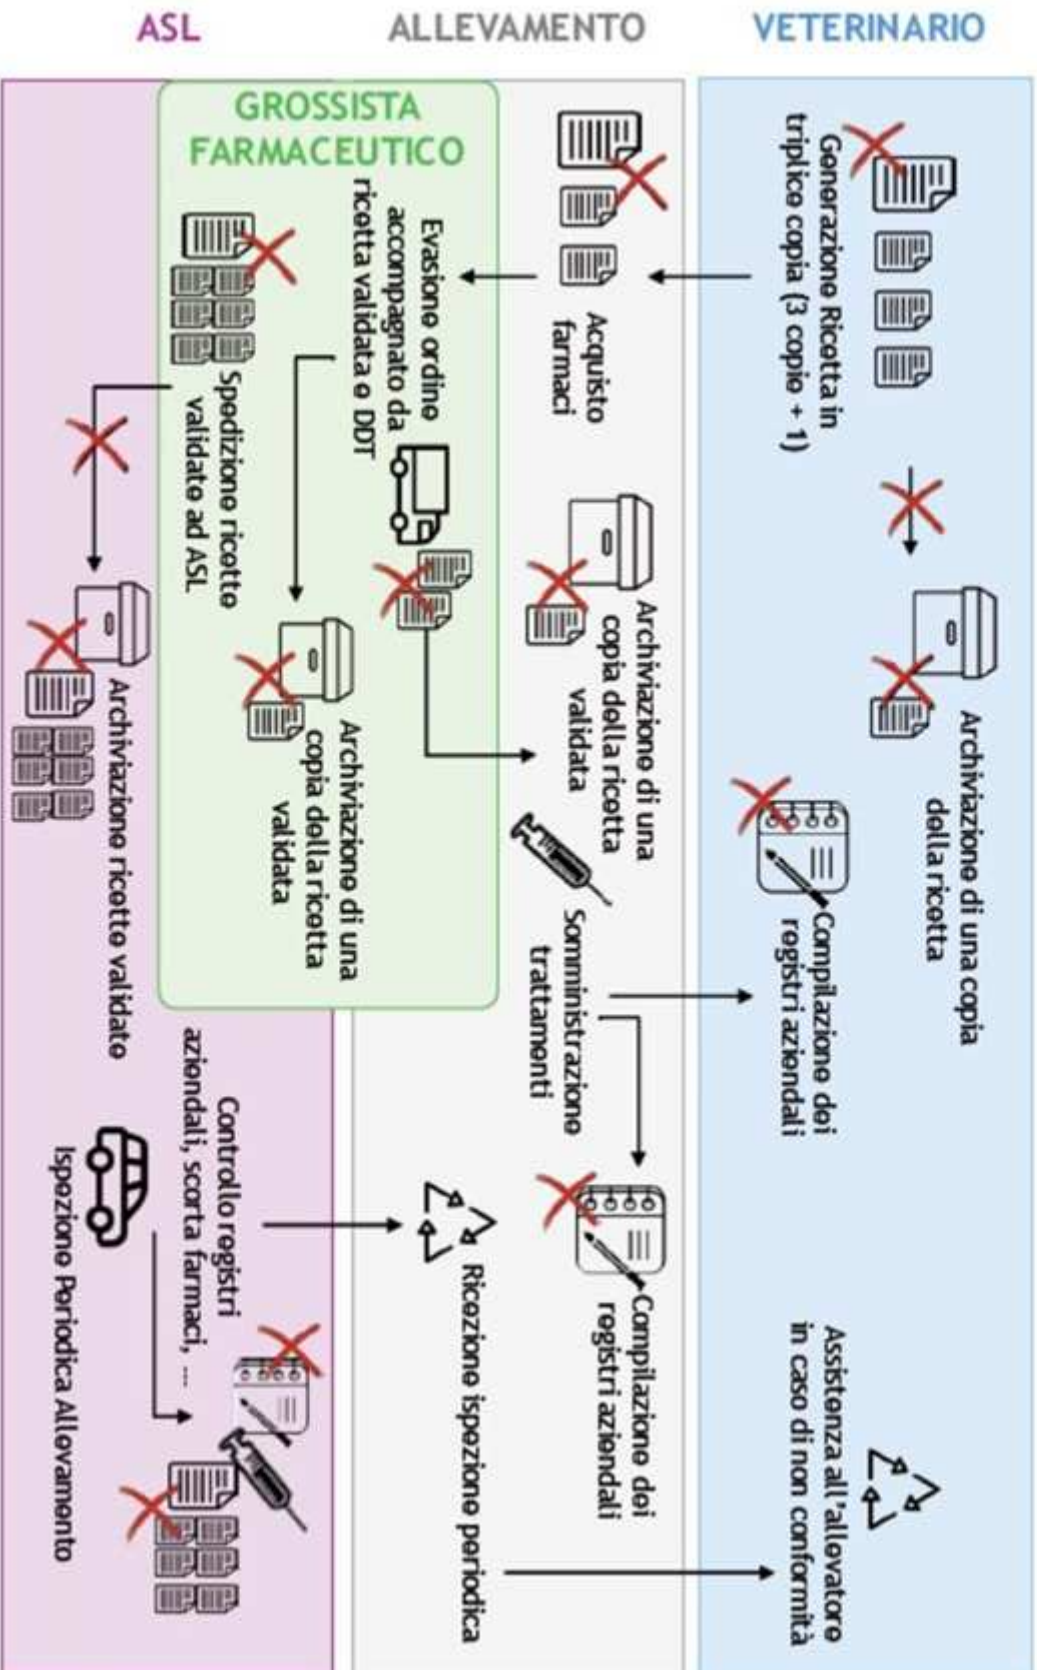 ASL
ALLEVAMENTO
VETERINARIO
GROSSISTA
FARMACEUTICO
Generazione Ricetta in
triplice copia (3 copie + 1)
Archiviazione di una copia
della ricetta
Compilazione dei
registri aziendali
Assistenza all'allevatore
in caso di non conformità
Acquisto
farmaci
Archiviazione di una
copia della ricetta
validata
Somministrazione
trattamenti
Compilazione dei
registri aziendali
Ricezione ispezione periodica
Evasione ordine
accompagnato da
ricetta validata e DDT
Archiviazione di una
copia della ricetta
validata
Spedizione ricette
validate ad ASL
Archiviazione ricette validate
Controllo registri
aziendali, scorta farmaci, ...
Ispezione Periodica Allevamento